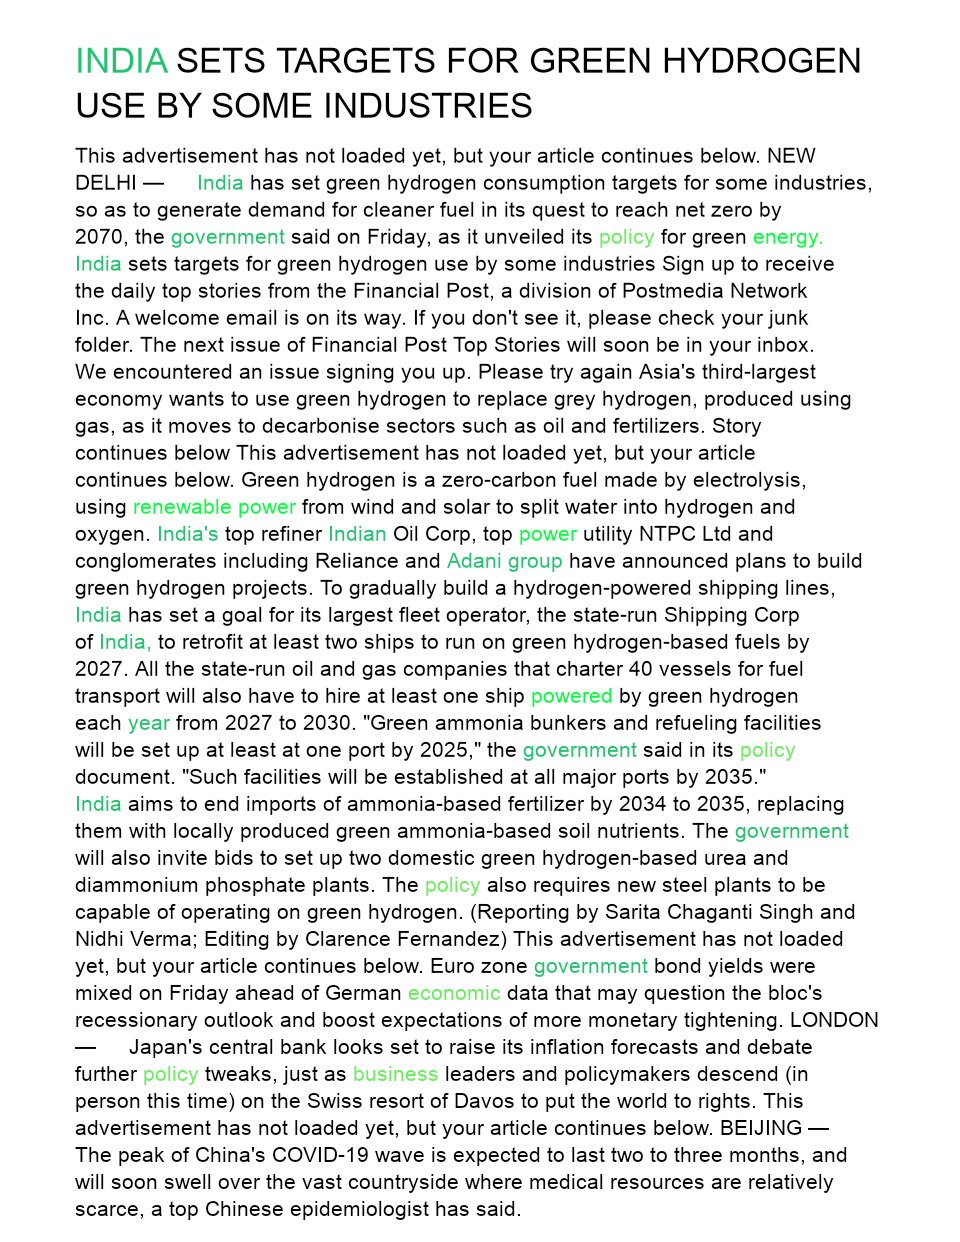 INDIA SETS TARGETS FOR GREEN HYDROGEN
USE BY SOME INDUSTRIES
This advertisement has not loaded yet, but your article continues below. NEW
DELHI — India has set green hydrogen consumption targets for some industries,
so as to generate demand for cleaner fuel in its quest to reach net zero by
2070, the government said on Friday, as it unveiled its policy for green energy.
India sets targets for green hydrogen use by some industries Sign up to receive
the daily top stories from the Financial Post, a division of Postmedia Network
Inc. A welcome email is on its way. If you don't see it, please check your junk
folder. The next issue of Financial Post Top Stories will soon be in your inbox.
We encountered an issue signing you up. Please try again Asia's third-largest
economy wants to use green hydrogen to replace grey hydrogen, produced using
gas, as it moves to decarbonise sectors such as oil and fertilizers. Story
continues below This advertisement has not loaded yet, but your article
continues below. Green hydrogen is a zero-carbon fuel made by electrolysis,
using renewable power from wind and solar to split water into hydrogen and
oxygen. India's top refiner Indian Oil Corp, top power utility NTPC Ltd and
conglomerates including Reliance and Adani group have announced plans to build
green hydrogen projects. To gradually build a hydrogen-powered shipping lines,
India has set a goal for its largest fleet operator, the state-run Shipping Corp
of India, to retrofit at least two ships to run on green hydrogen-based fuels by
2027. All the state-run oil and gas companies that charter 40 vessels for fuel
transport will also have to hire at least one ship powered by green hydrogen
each year from 2027 to 2030. "Green ammonia bunkers and refueling facilities
will be set up at least at one port by 2025," the government said in its policy
document. "Such facilities will be established at all major ports by 2035."
India aims to end imports of ammonia-based fertilizer by 2034 to 2035, replacing
them with locally produced green ammonia-based soil nutrients. The government
will also invite bids to set up two domestic green hydrogen-based urea and
diammonium phosphate plants. The policy also requires new steel plants to be
capable of operating on green hydrogen. (Reporting by Sarita Chaganti Singh and
Nidhi Verma; Editing by Clarence Fernandez) This advertisement has not loaded
yet, but your article continues below. Euro zone government bond yields were
mixed on Friday ahead of German economic data that may question the bloc's
recessionary outlook and boost expectations of more monetary tightening. LONDON
— Japan's central bank looks set to raise its inflation forecasts and debate
further policy tweaks, just as business leaders and policymakers descend (in
person this time) on the Swiss resort of Davos to put the world to rights. This
advertisement has not loaded yet, but your article continues below. BEIJING —
The peak of China's COVID-19 wave is expected to last two to three months, and
will soon swell over the vast countryside where medical resources are relatively
scarce, a top Chinese epidemiologist has said.